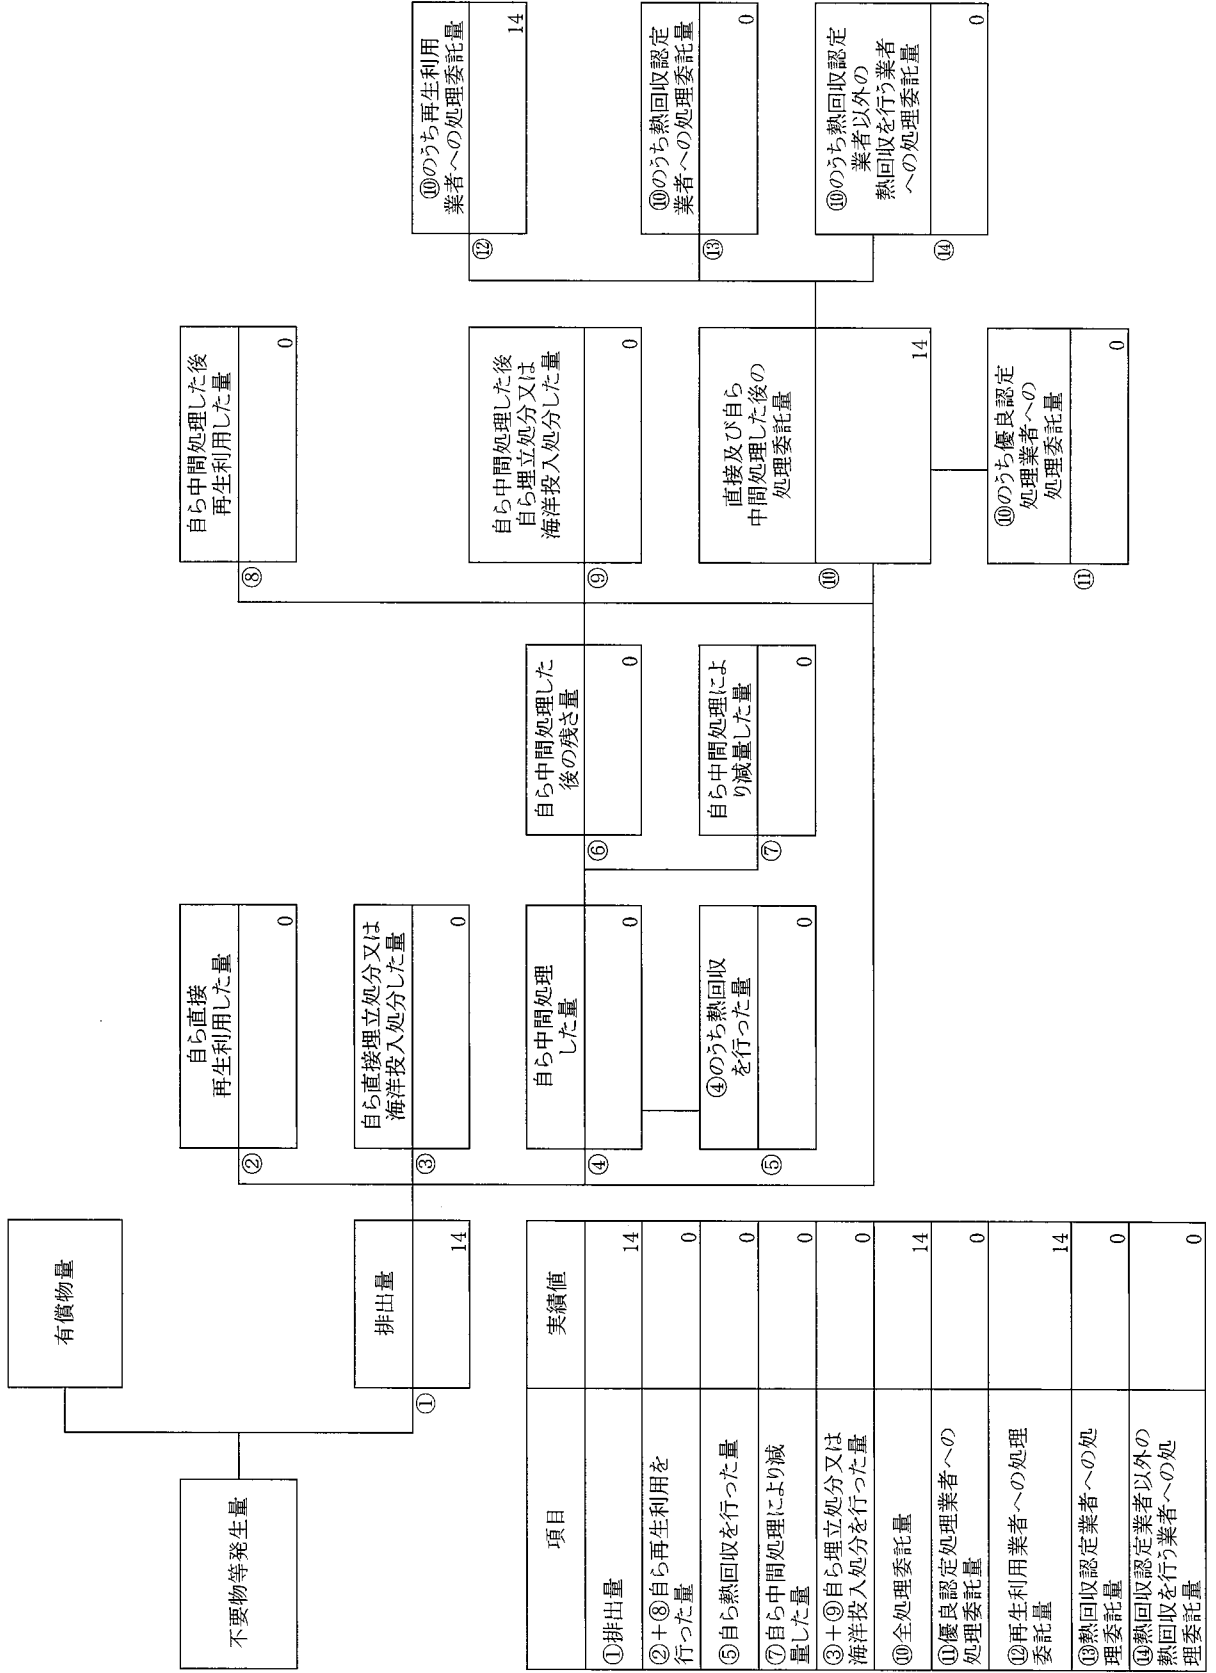 不要物等発生量
有償物量
排出量
①
14
自ら直接
再生利用した量
②
0
自ら直接埋立処分又は
海洋投入処分した量
③
0
自ら中間処理
した量
④
0
④のうち熱回収
を行った量
⑤
0
自ら中間処理した
後の残さ量
⑥
0
自ら中間処理によ
り減量した量
⑦
0
自ら中間処理した後
再生利用した量
⑧
0
自ら中間処理した後
自ら埋立処分又は
海洋投入処分した量
⑨
0
直接及び自ら
中間処理した後の
処理委託量
⑩
14
⑩のうち優良認定
処理業者への
処理委託量
⑪
0
⑩のうち再生利用
業者への処理委託量
⑫
14
⑩のうち熱回収認定
業者への処理委託量
⑬
0
⑩のうち熱回収認定
業者以外の
熱回収を行う業者
への処理委託量
⑭
0
項目 実績値
①排出量 14
②＋⑧自ら再生利用を
行った量 0
⑤自ら熱回収を行った量 0
⑦自ら中間処理により減
量した量 0
③＋⑨自ら埋立処分又は
海洋投入処分を行った量 0
⑩全処理委託量 14
⑪優良認定処理業者への
処理委託量 0
⑫再生利用業者への処理
委託量 14
⑬熱回収認定業者への処
理委託量 0
⑭熱回収認定業者以外の
熱回収を行う業者への処
理委託量 0